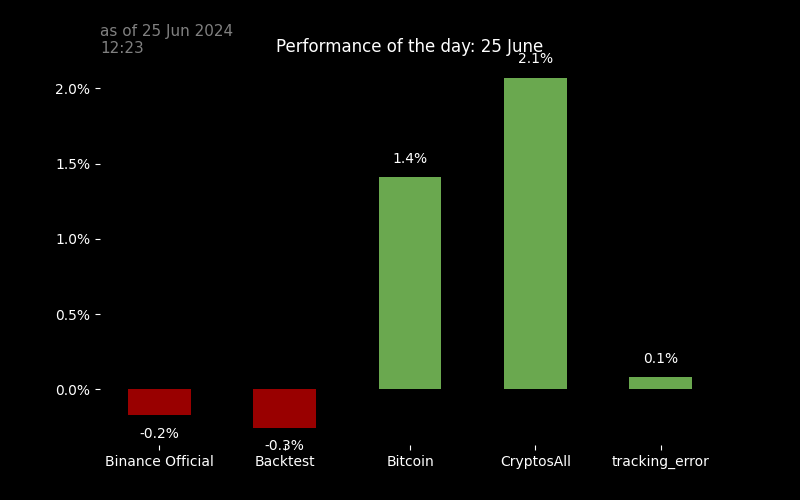 as of 25 Jun 2024
12:23
Performance of the day: 25 June
2.1%
2.0%
1.5%
1.4%
1.0%
0.5%
0.1%
0.0%
-0.2%
-0.3%
Binance Official
Backtest
Bitcoin
CryptosAll
tracking_error